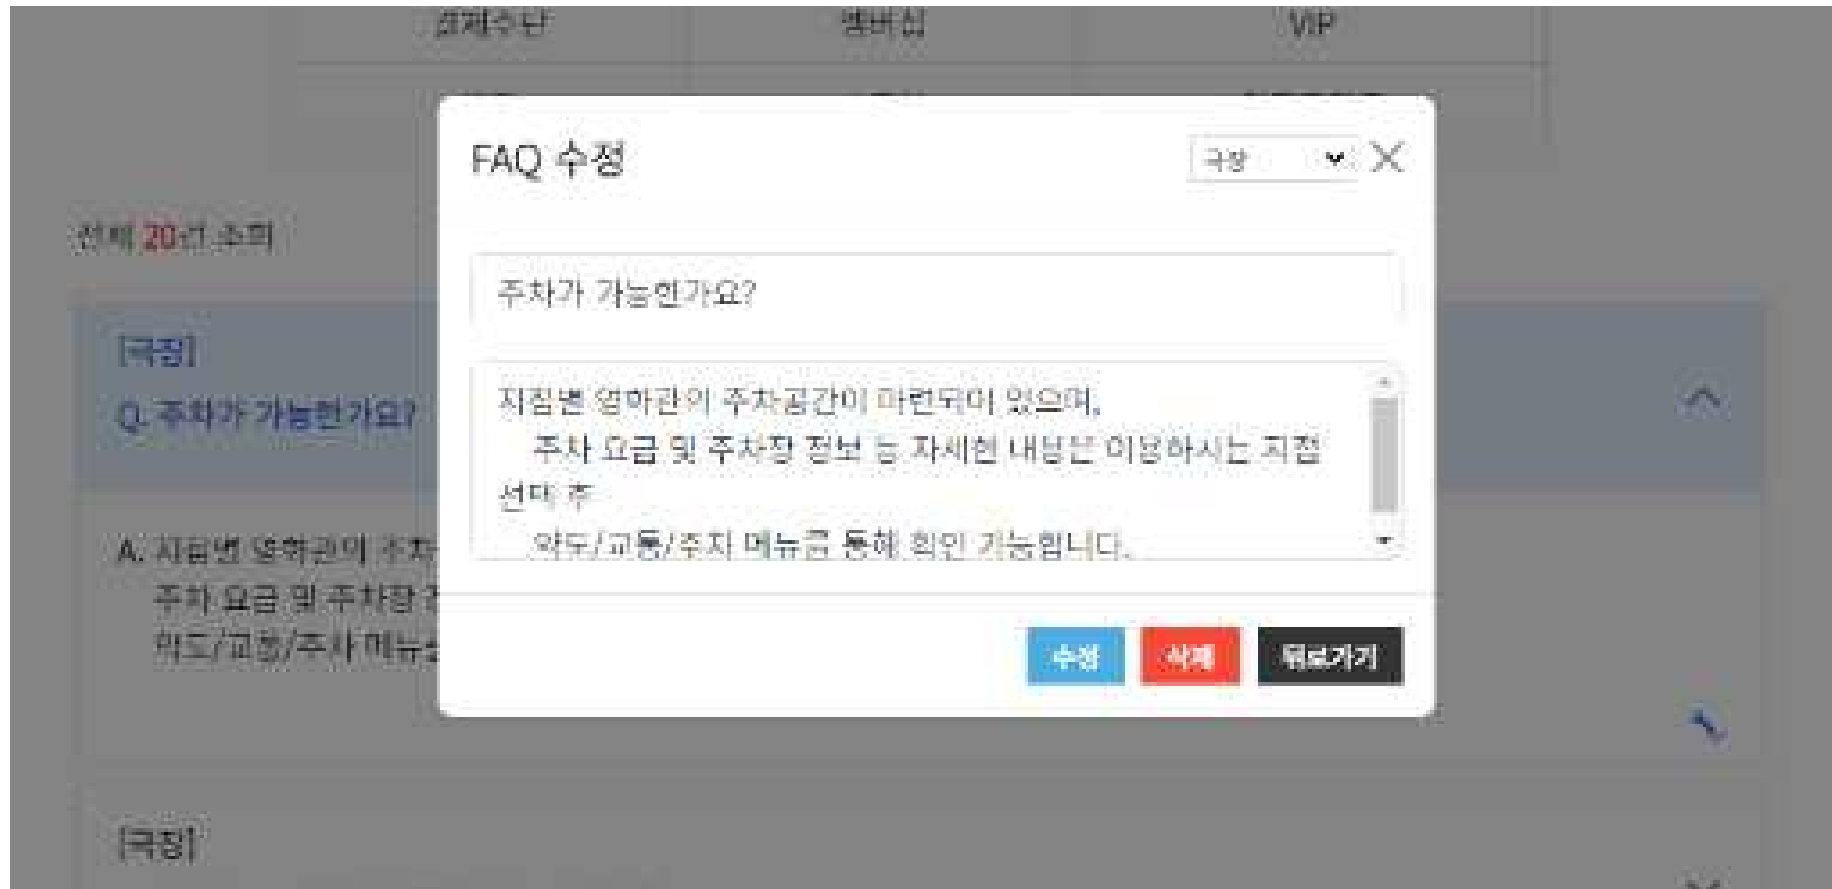 결제수단 멤버십 VIP
FAQ 수정
극장
전체 20건 조회
주차가 가능한가요?
[극장]
Q. 주차가 가능한가요?
지점별 영화관의 주차공간이 마련되어 있으며,
주차 요금 및 주차장 정보 등 자세한 내용은 이용하시는 지점
선택 후
약도/교통/주차 메뉴를 통해 확인 가능합니다.
A. 지점별 영화관의 주차
주차 요금 및 주차장
약도/교통/주차 메뉴를
수정 삭제 뒤로가기
[극장]